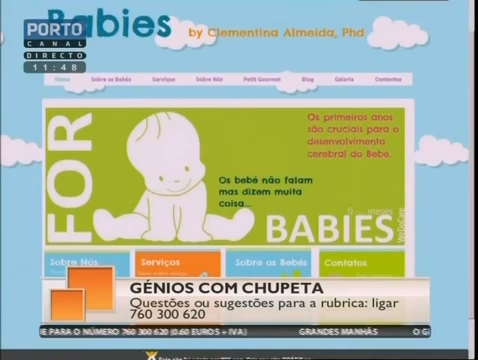 Babies
by Clementina Almeida, Phd
PORTO
CANAL
DIRECTO
11:48
Home Sobre os Bebés Serviços Sobre Nós Petit Gourmet Blog Galeria Contactos
Os primeiros anos
são cruciais para o
desenvolvimento
cerebral do Bebé.
Os bebé não falam
mas dizem muita
coisa...
FOR
BABIES
WeDoCare
Sobre Nós Serviços Sobre os Bebés Contatos
GÉNIOS COM CHUPETA
Questões ou sugestões para a rubrica: ligar
760 300 620
E PARA O NÚMERO 760 300 620 (0.60 EUROS + IVA) GRANDES MANHÃS O G